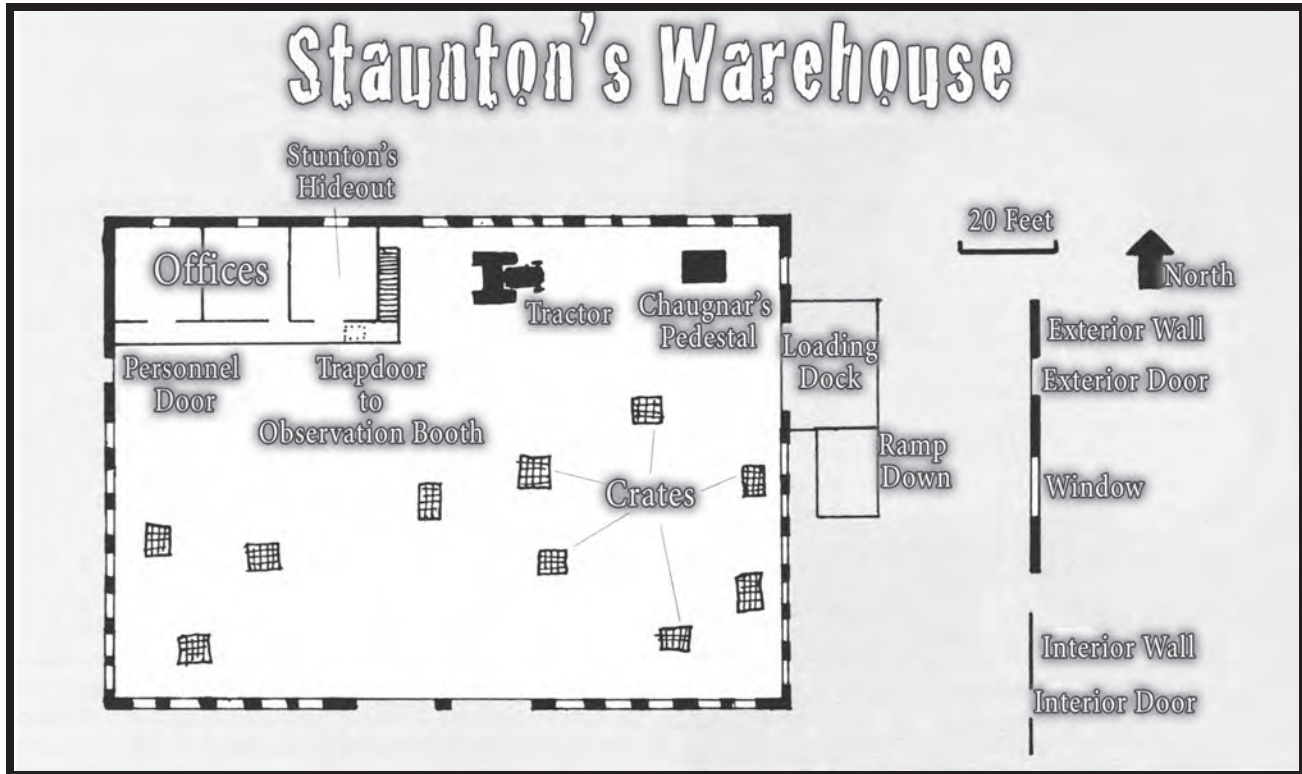 Staunton's Warehouse
Stunton's
Hideout
20 Feet
North
Offices
Tractor
Chaugnar's
Pedestal
Loading
Dock
Exterior Wall
Personnel
Door
Trapdoor
to
Observation Booth
Exterior Door
Ramp
Down
Crates
Window
Interior Wall
Interior Door